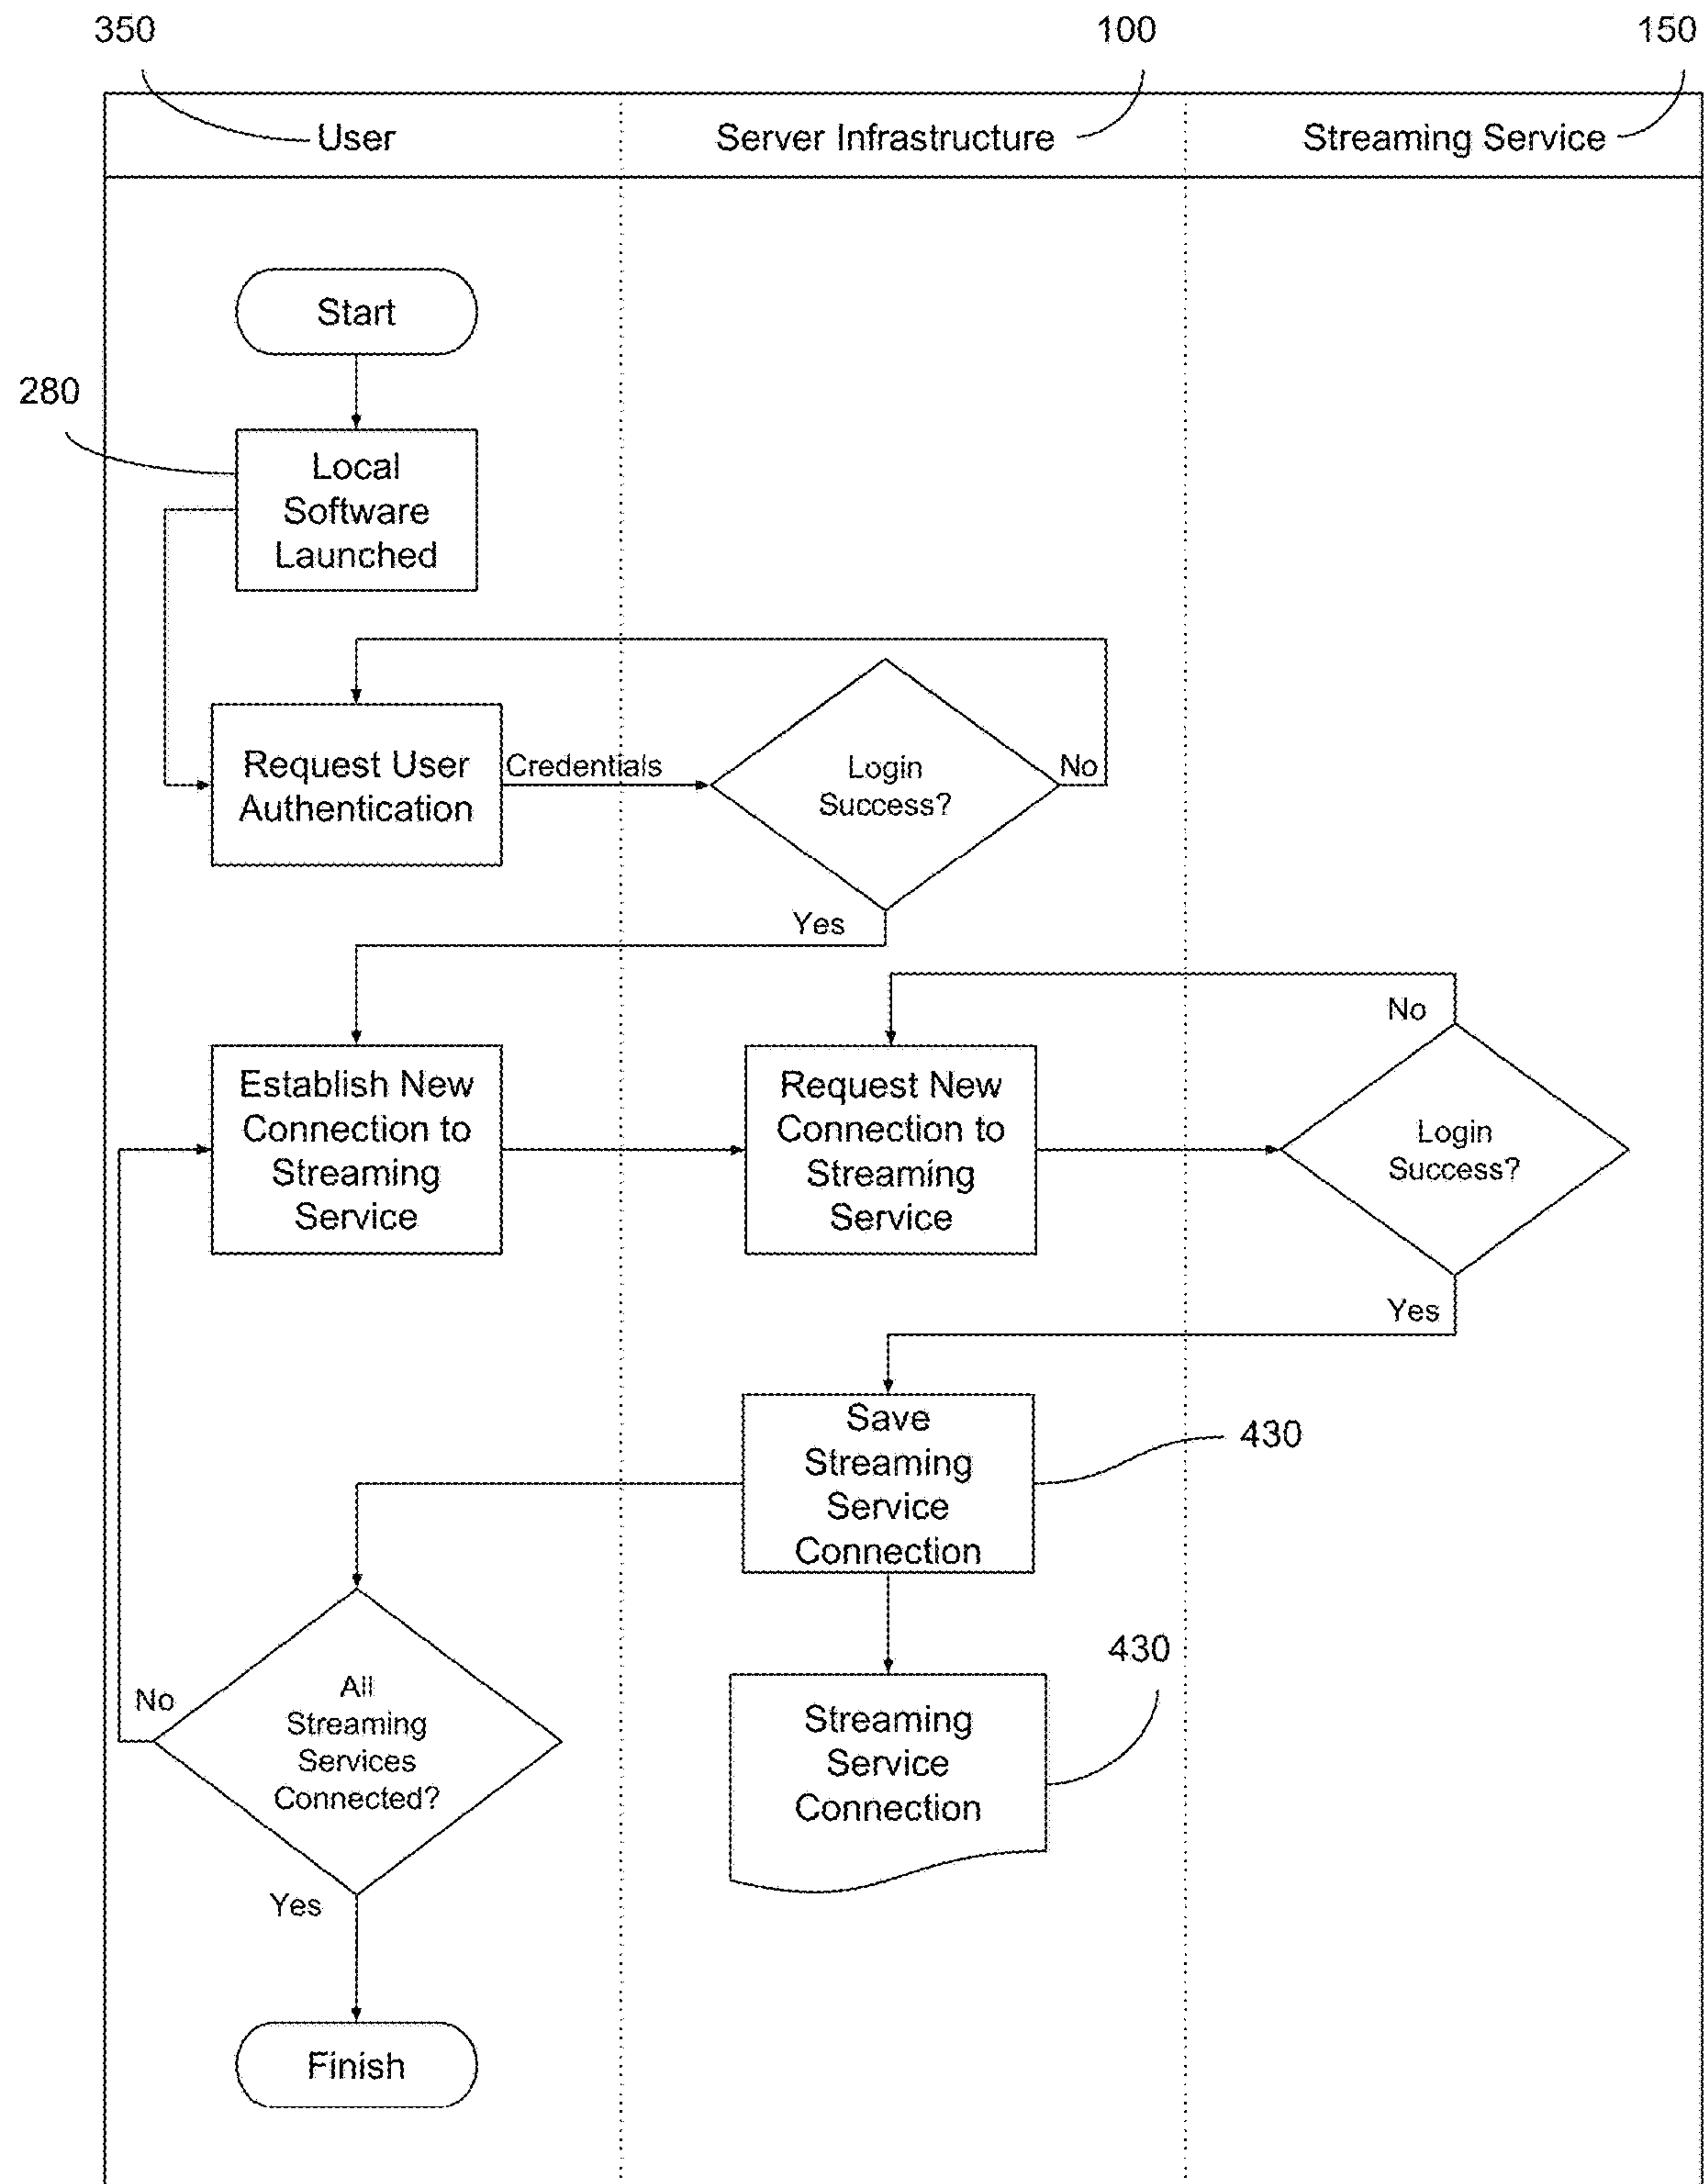 350
100
150
User
Server Infrastructure
Streaming Service
Start
280
Local
Software
Launched
Request User
Authentication
Credentials
Login
Success?
No
Yes
Establish New
Connection to
Streaming
Service
Request New
Connection to
Streaming
Service
No
Login
Success?
Yes
Save
Streaming
Service
Connection
430
All
Streaming
Services
Connected?
No
Yes
430
Streaming
Service
Connection
Finish